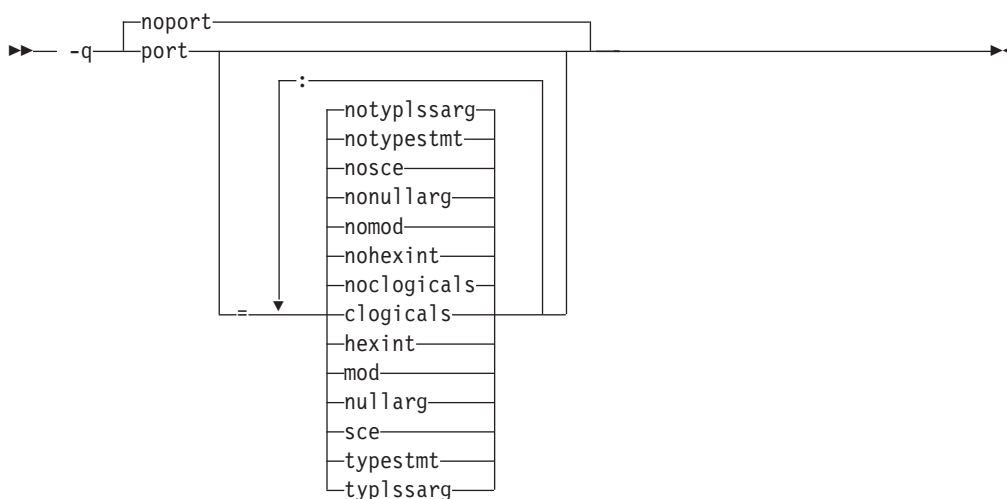 noport
-q port
:
notyplssarg
notypestmt
nosce
nonullarg
nomod
nohexint
noclogicals
= clogicals
hexint
mod
nullarg
sce
typestmt
typlssarg